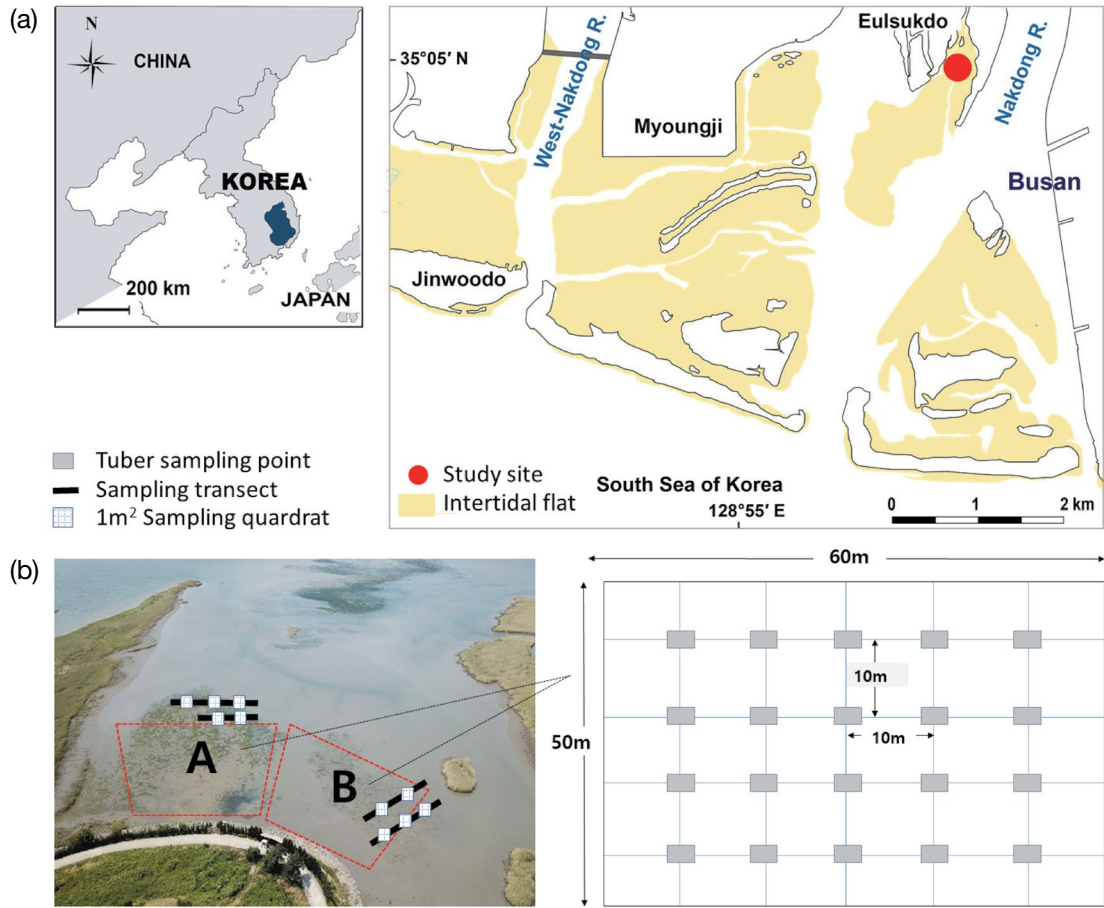 (a)
N
CHINA
KOREA
200 km
JAPAN
35°05′ N
West-Nakdong R.
Myoungji
Eulsukdo
Nakdong R.
Busan
Jinwoodo
Study site
Intertidal flat
South Sea of Korea
128°55′ E
0 1 2 km
Tuber sampling point
Sampling transect
1m² Sampling quardrat
(b)
A
B
60m
50m
10m
10m